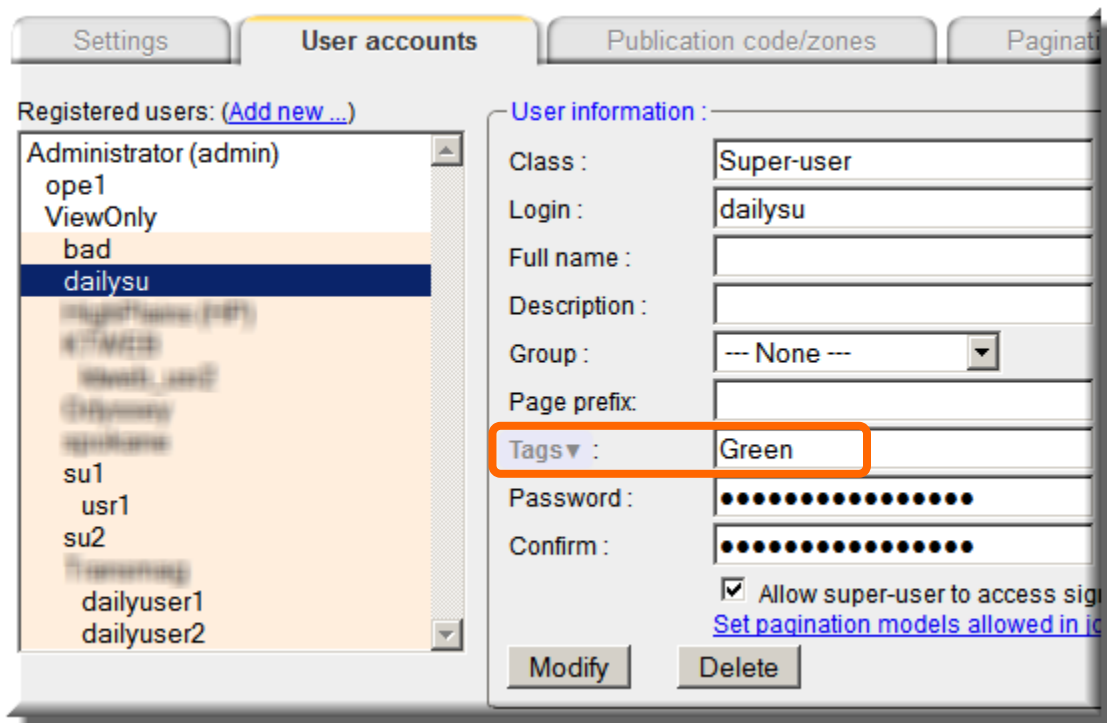 Settings
User accounts
Publication code/zones
Paginati
Registered users: (Add new ...)
Administrator (admin)
ope1
ViewOnly
bad
dailysu
su1
usr1
su2
dailyuser1
dailyuser2
User information :
Class :
Super-user
Login :
dailysu
Full name :
Description :
Group :
--- None ---
Page prefix:
Tags▼ :
Green
Password :
●●●●●●●●●●●●●●●●
Confirm :
●●●●●●●●●●●●●●●●
Allow super-user to access sig
Set pagination models allowed in jo
Modify
Delete